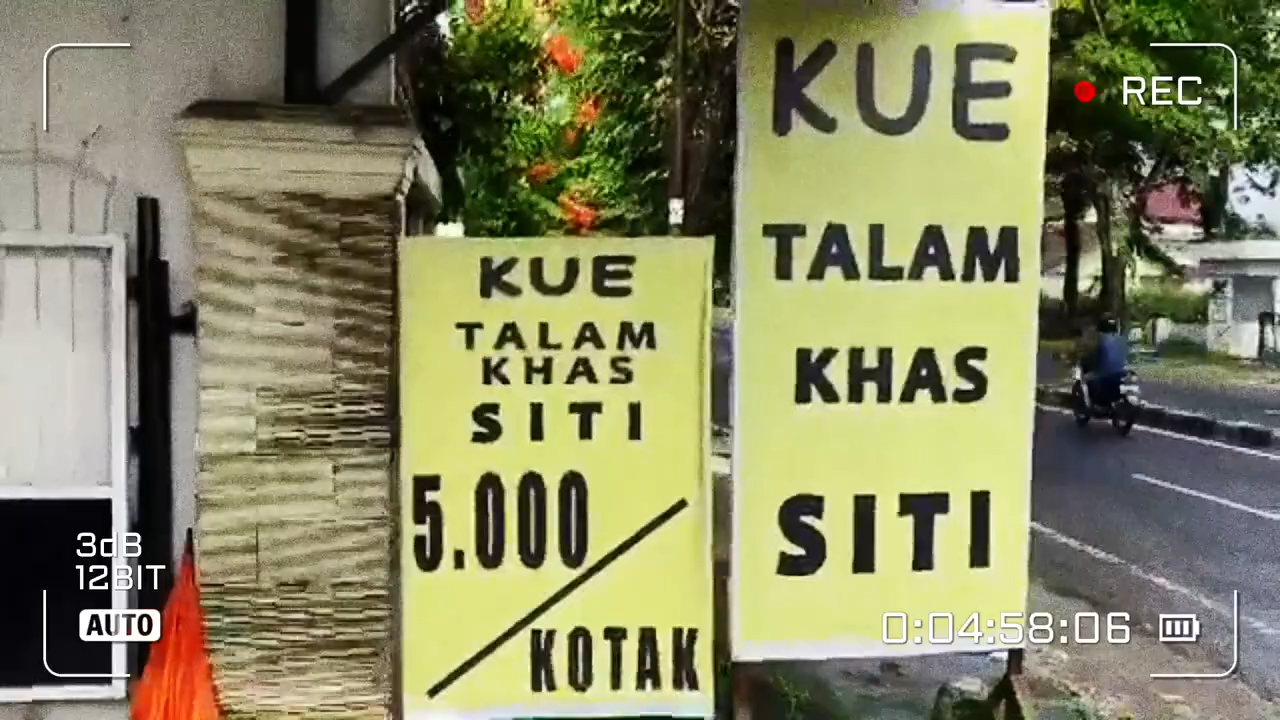 KUE
TALAM
KHAS
SITI
5.000
KOTAK
KUE
TALAM
KHAS
SITI
REC
3dB
12BIT
AUTO
0:04:58:06